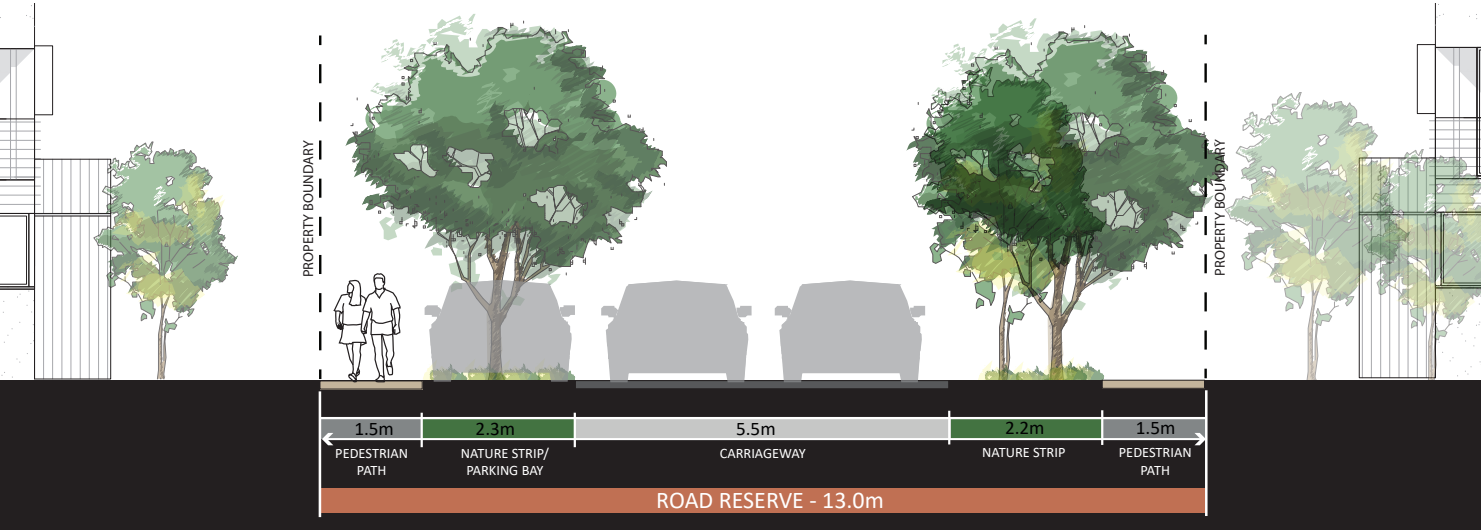 PROPERTY BOUNDARY
PROPERTY BOUNDARY
1.5m
2.3m
5.5m
2.2m
1.5m
PEDESTRIAN
PATH
NATURE STRIP/
PARKING BAY
CARRIAGEWAY
NATURE STRIP
PEDESTRIAN
PATH
ROAD RESERVE - 13.0m